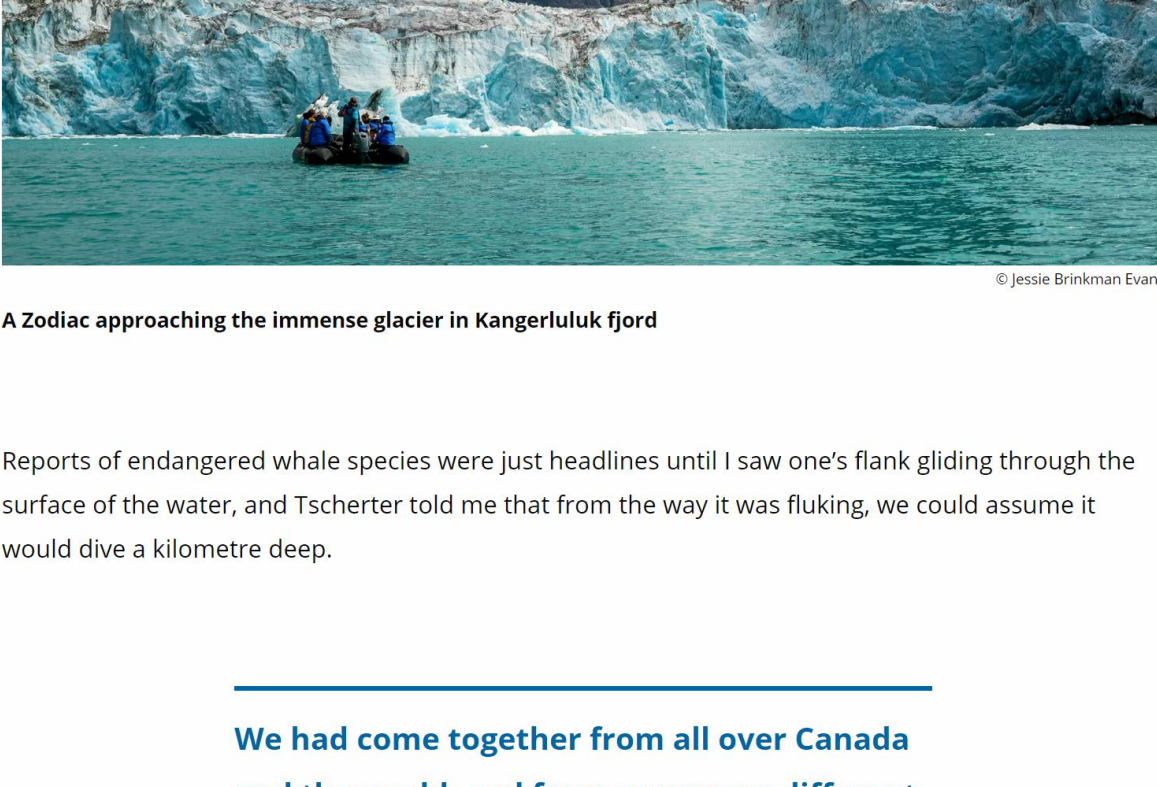 © Jessie Brinkman Evan
A Zodiac approaching the immense glacier in Kangerluluk fjord
Reports of endangered whale species were just headlines until I saw one’s flank gliding through the
surface of the water, and Tscherter told me that from the way it was fluking, we could assume it
would dive a kilometre deep.
We had come together from all over Canada